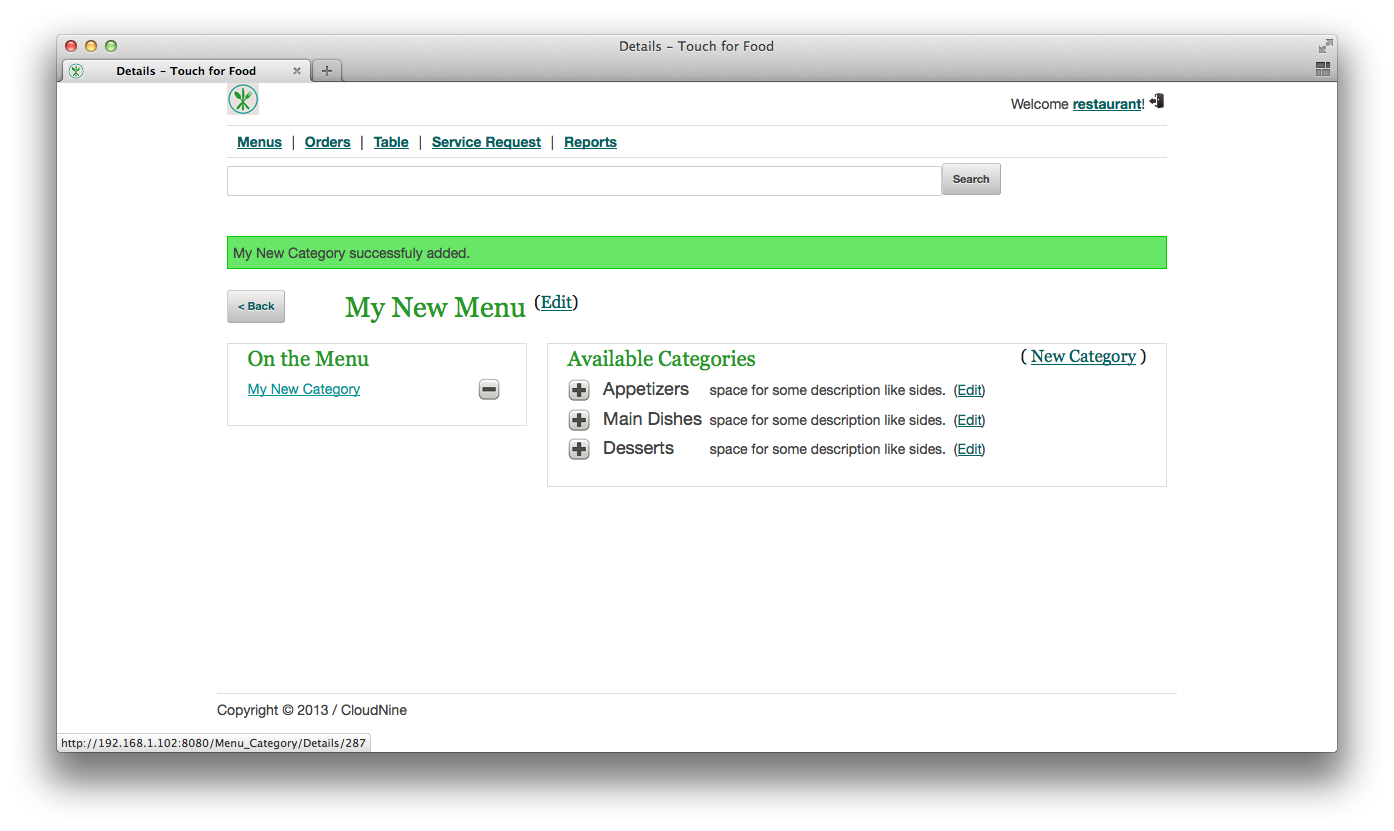 Details – Touch for Food
Details – Touch for Food
Welcome restaurant!
Menus | Orders | Table | Service Request | Reports
Search
My New Category successfuly added.
< Back
My New Menu (Edit)
On the Menu
My New Category
Available Categories
( New Category )
Appetizers space for some description like sides. (Edit)
Main Dishes space for some description like sides. (Edit)
Desserts space for some description like sides. (Edit)
Copyright © 2013 / CloudNine
http://192.168.1.102:8080/Menu_Category/Details/287